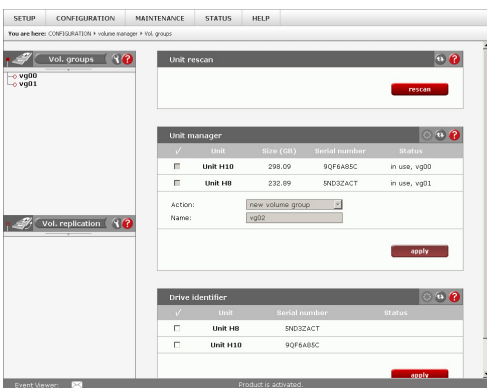 SETUP CONFIGURATION MAINTENANCE STATUS HELP
You are here: CONFIGURATION ▸ volume manager ▸ Vol. groups
Vol. groups
vg00
vg01
Vol. replication
Unit rescan
rescan
Unit manager
Unit Size (GB) Serial number Status
Unit H10 298.09 9QF6A85C in use, vg00
Unit H8 232.89 5ND3ZACT in use, vg01
Action: new volume group
Name: vg02
apply
Drive identifier
Unit Serial number Status
Unit H8 5ND3ZACT
Unit H10 9QF6A85C
apply
Event Viewer: Product is activated.